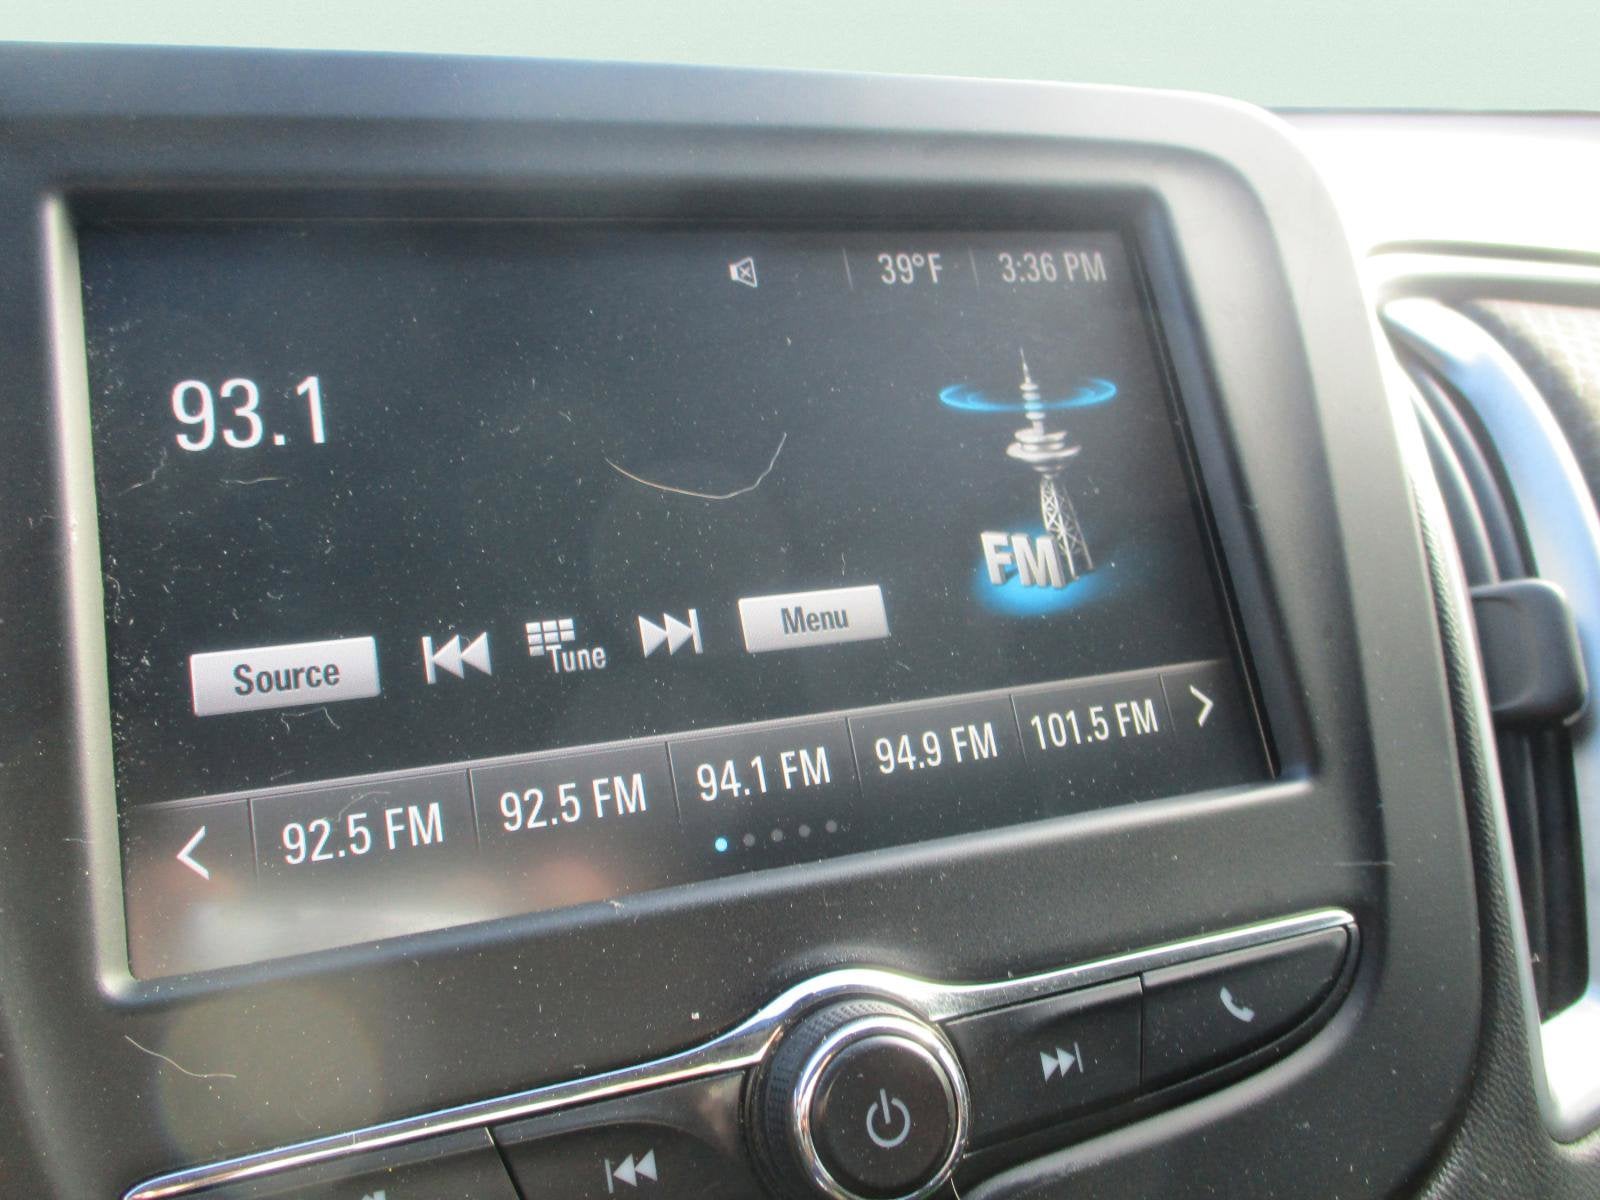 39°F 3:36 PM
93.1
FM
Source Tune Menu
92.5 FM 92.5 FM 94.1 FM 94.9 FM 101.5 FM